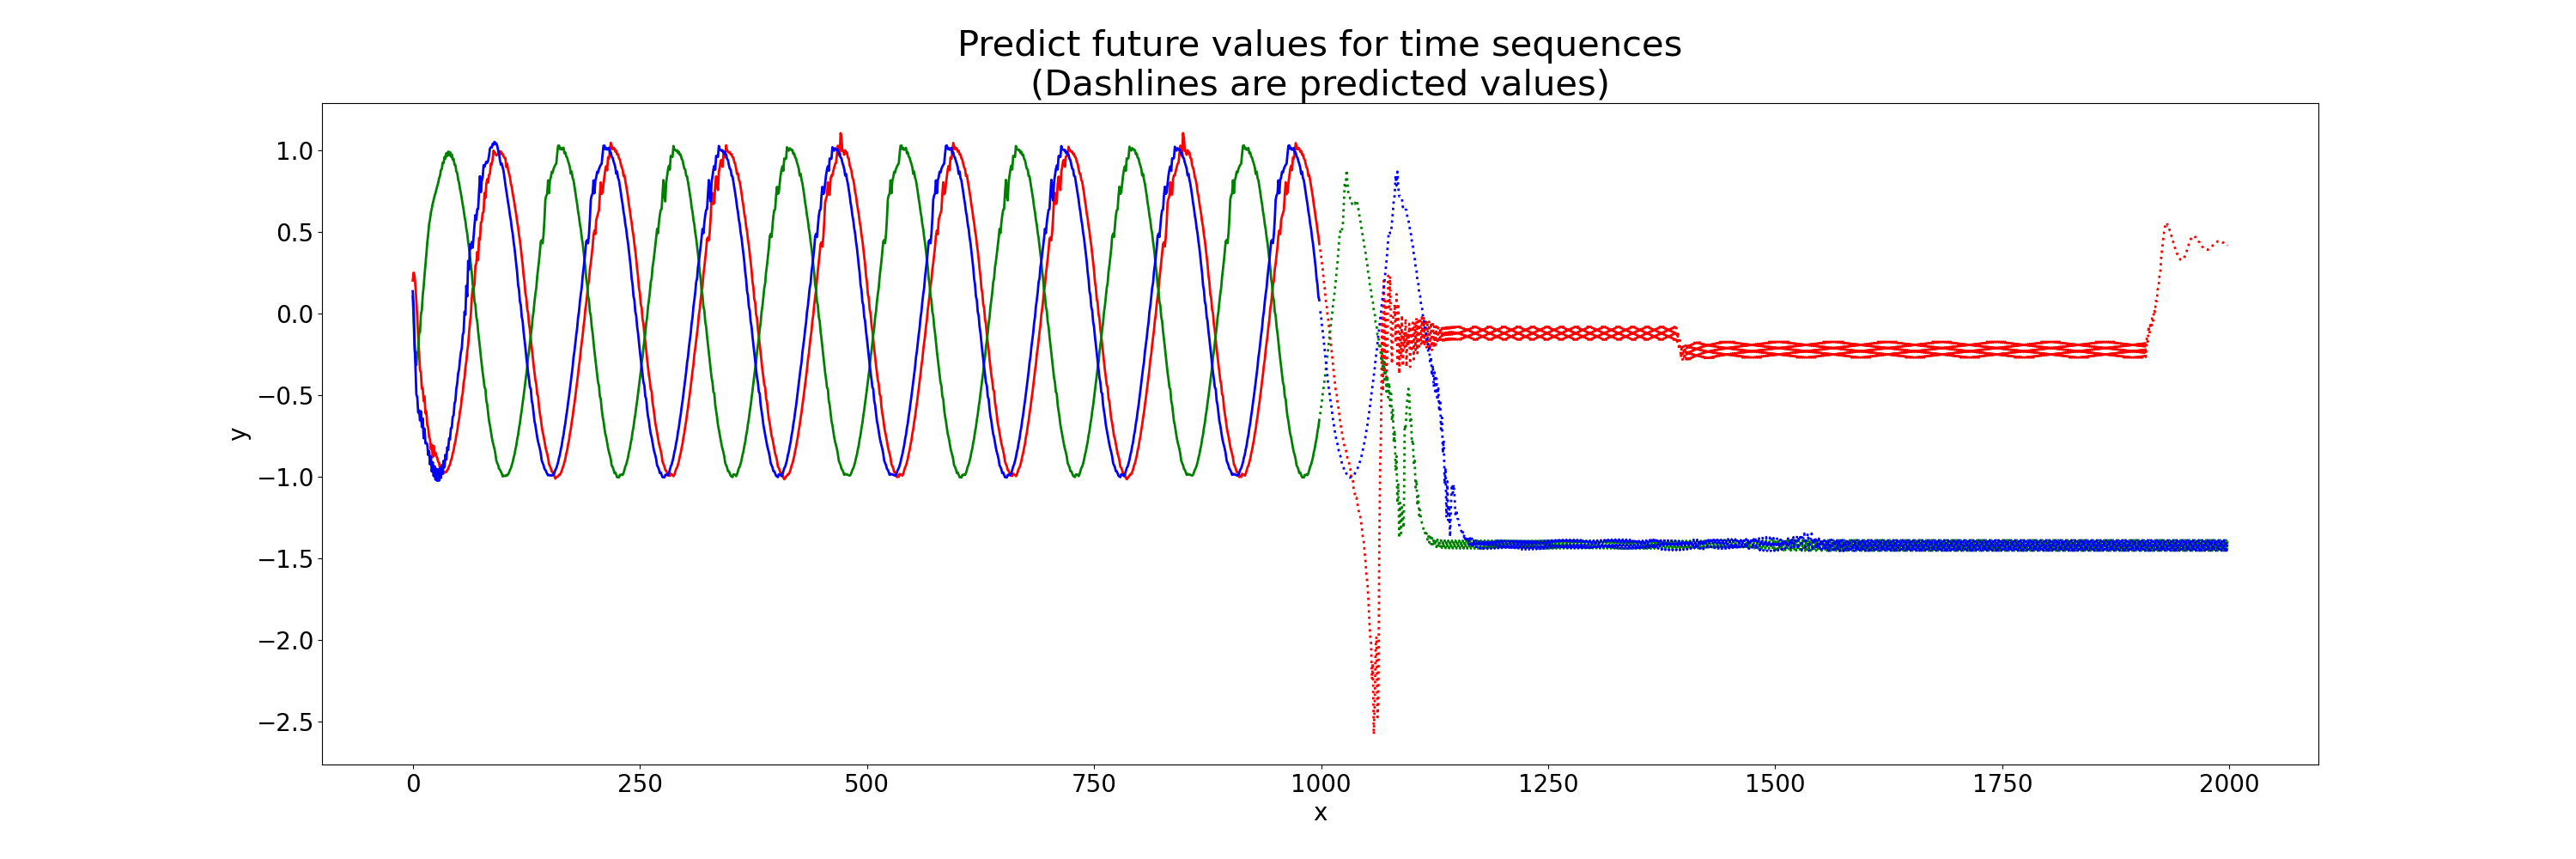 Predict future values for time sequences
(Dashlines are predicted values)
1.0
0.5
0.0
−0.5
−1.0
−1.5
−2.0
−2.5
y
0 250 500 750 1000 1250 1500 1750 2000
x